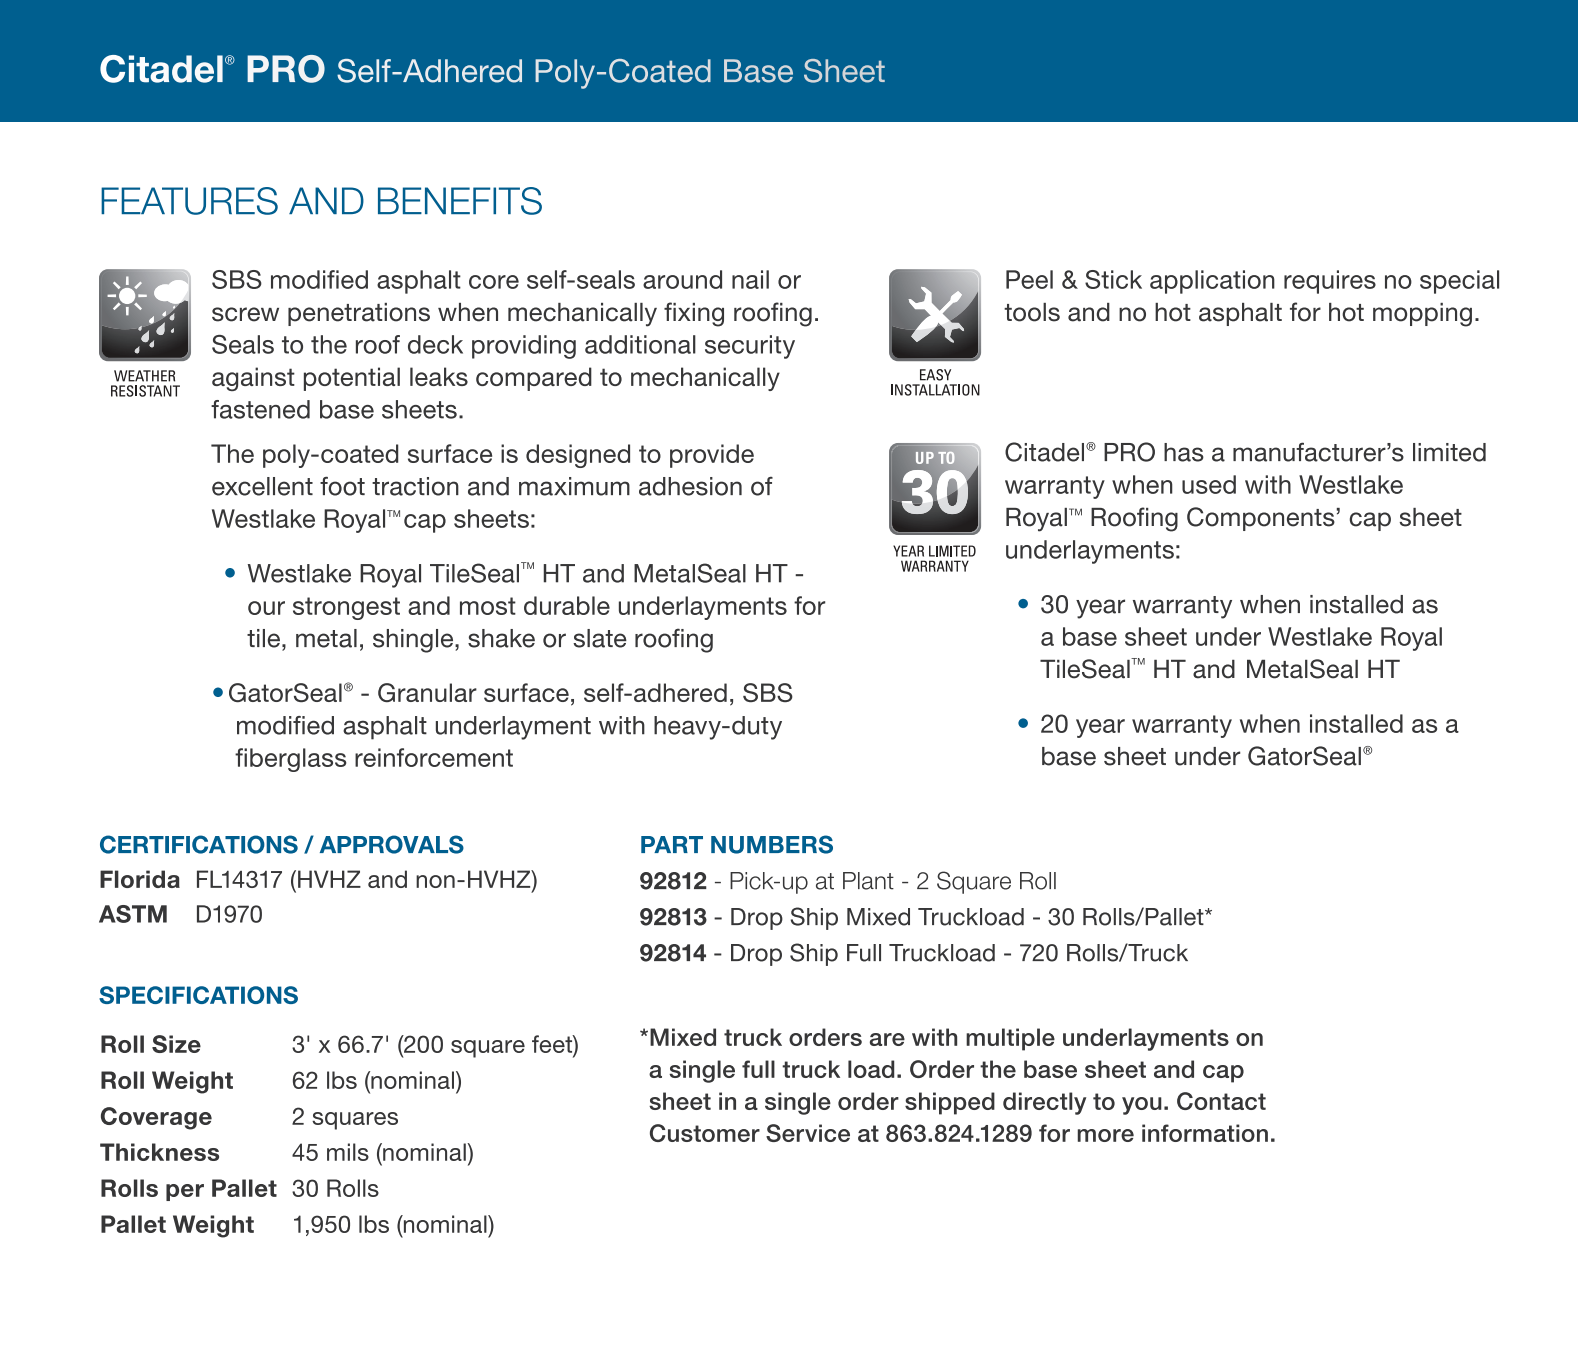 Citadel® PRO Self-Adhered Poly-Coated Base Sheet
FEATURES AND BENEFITS
WEATHER
RESISTANT
SBS modified asphalt core self-seals around nail or
screw penetrations when mechanically fixing roofing.
Seals to the roof deck providing additional security
against potential leaks compared to mechanically
fastened base sheets.
The poly-coated surface is designed to provide
excellent foot traction and maximum adhesion of
Westlake Royal™ cap sheets:
• Westlake Royal TileSeal™ HT and MetalSeal HT -
our strongest and most durable underlayments for
tile, metal, shingle, shake or slate roofing
• GatorSeal® - Granular surface, self-adhered, SBS
modified asphalt underlayment with heavy-duty
fiberglass reinforcement
EASY
INSTALLATION
Peel & Stick application requires no special
tools and no hot asphalt for hot mopping.
UP TO
30
YEAR LIMITED
WARRANTY
Citadel® PRO has a manufacturer’s limited
warranty when used with Westlake
Royal™ Roofing Components’ cap sheet
underlayments:
• 30 year warranty when installed as
a base sheet under Westlake Royal
TileSeal™ HT and MetalSeal HT
• 20 year warranty when installed as a
base sheet under GatorSeal®
CERTIFICATIONS / APPROVALS
Florida FL14317 (HVHZ and non-HVHZ)
ASTM D1970
SPECIFICATIONS
Roll Size 3' x 66.7' (200 square feet)
Roll Weight 62 lbs (nominal)
Coverage 2 squares
Thickness 45 mils (nominal)
Rolls per Pallet 30 Rolls
Pallet Weight 1,950 lbs (nominal)
PART NUMBERS
92812 - Pick-up at Plant - 2 Square Roll
92813 - Drop Ship Mixed Truckload - 30 Rolls/Pallet*
92814 - Drop Ship Full Truckload - 720 Rolls/Truck
*Mixed truck orders are with multiple underlayments on
a single full truck load. Order the base sheet and cap
sheet in a single order shipped directly to you. Contact
Customer Service at 863.824.1289 for more information.